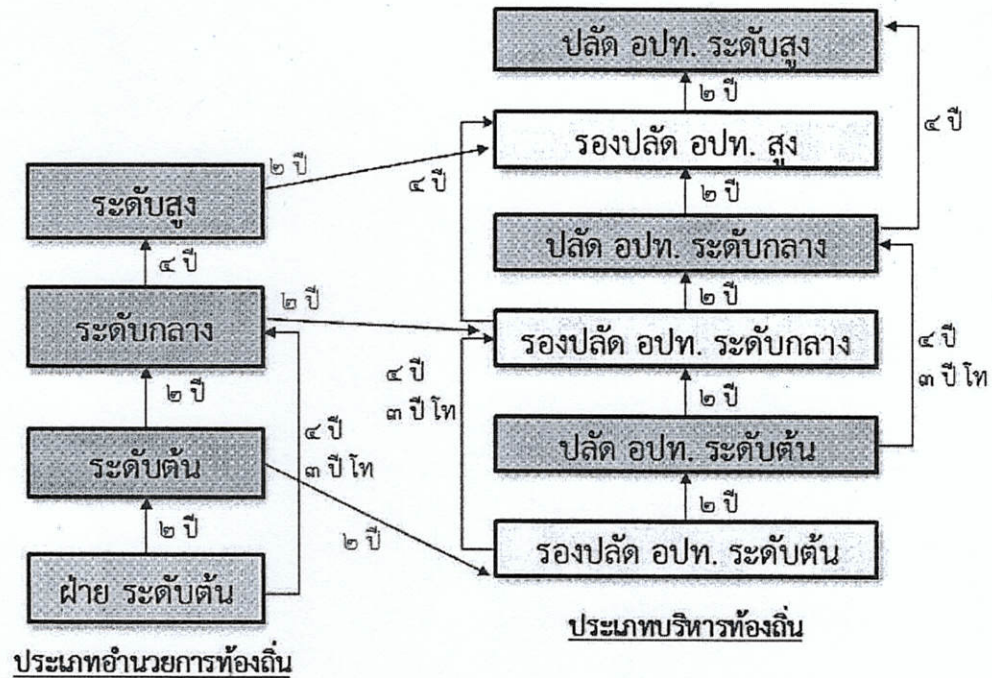 ปลัด อปท. ระดับสูง
๒ ปี
๔ ปี
รองปลัด อปท. สูง
๒ ปี
๔ ปี
ระดับสูง
๒ ปี
ปลัด อปท. ระดับกลาง
๔ ปี
๒ ปี
๒ ปี
ระดับกลาง
รองปลัด อปท. ระดับกลาง
๔ ปี
๓ ปี โท
๔ ปี
๓ ปี โท
๒ ปี
๒ ปี
๔ ปี
๓ ปี โท
ระดับต้น
ปลัด อปท. ระดับต้น
๒ ปี
๒ ปี
๒ ปี
ฝ่าย ระดับต้น
รองปลัด อปท. ระดับต้น
ประเภทบริหารท้องถิ่น
ประเภทอำนวยการท้องถิ่น